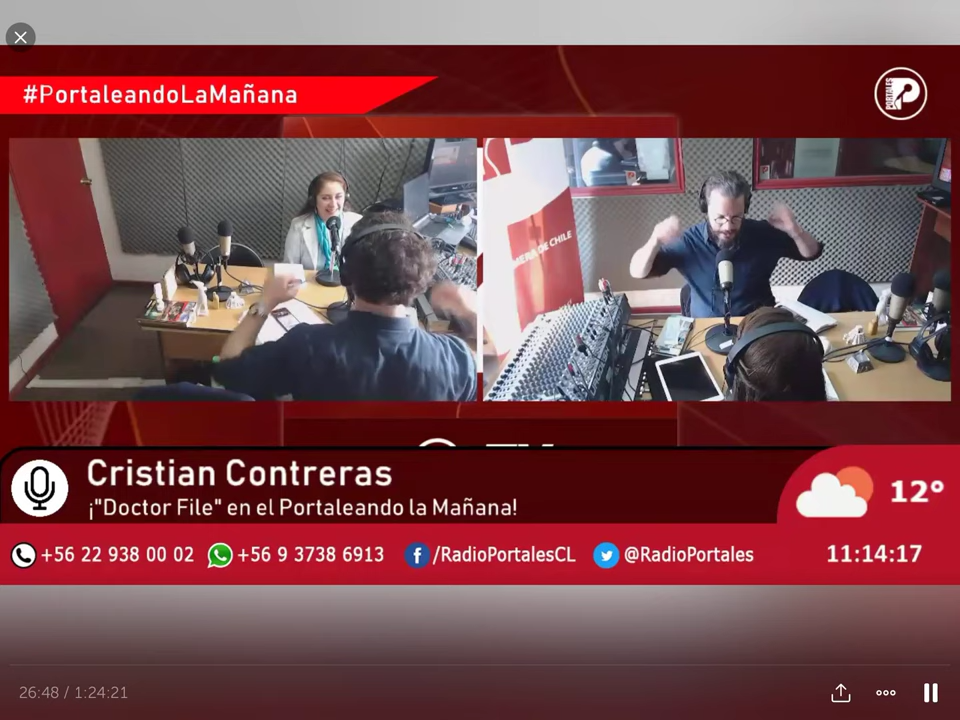 #PortaleandoLaMañana
PORTALES
MERA DE CHILE
Cristian Contreras
¡"Doctor File" en el Portaleando la Mañana!
12°
+56 22 938 00 02
+56 9 3738 6913
/RadioPortalesCL
@RadioPortales
11:14:17
26:48 / 1:24:21